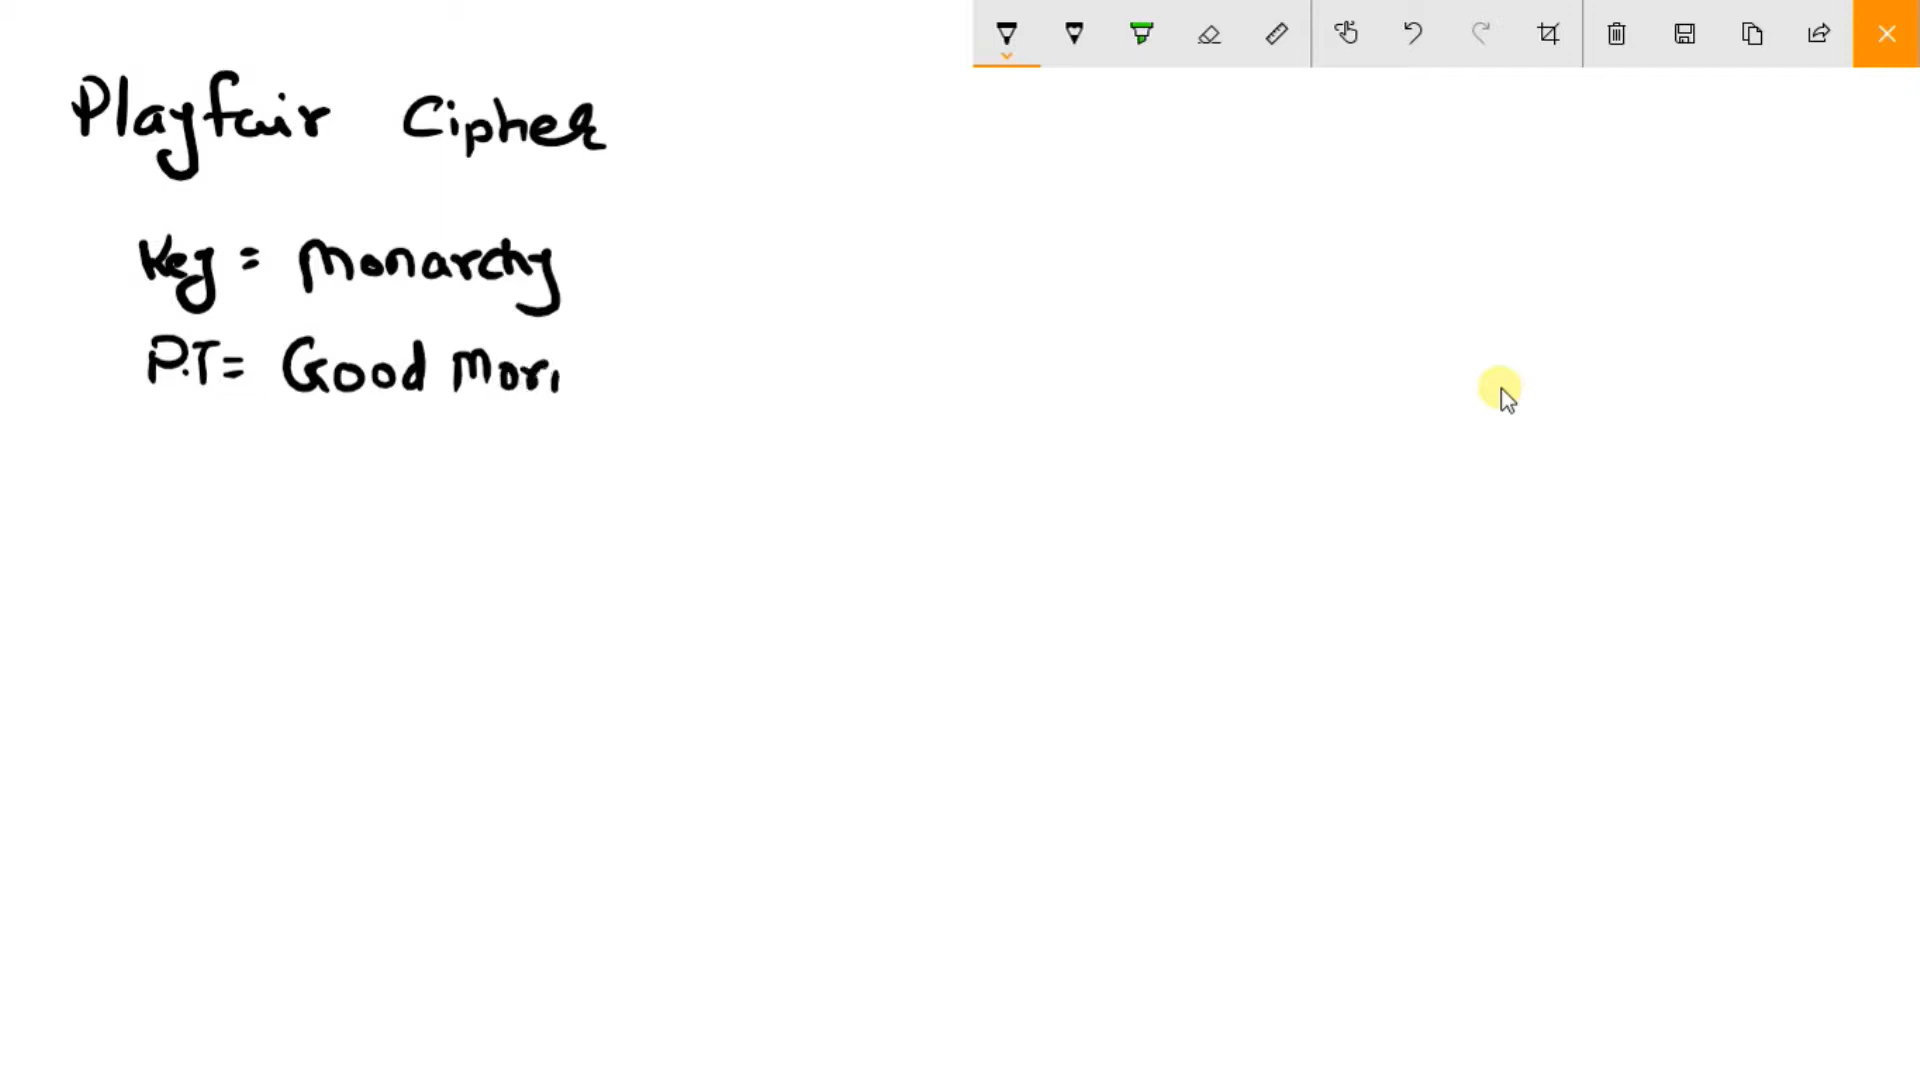 Playfair Cipher
Key = Monarchy
P.T = Good Mor